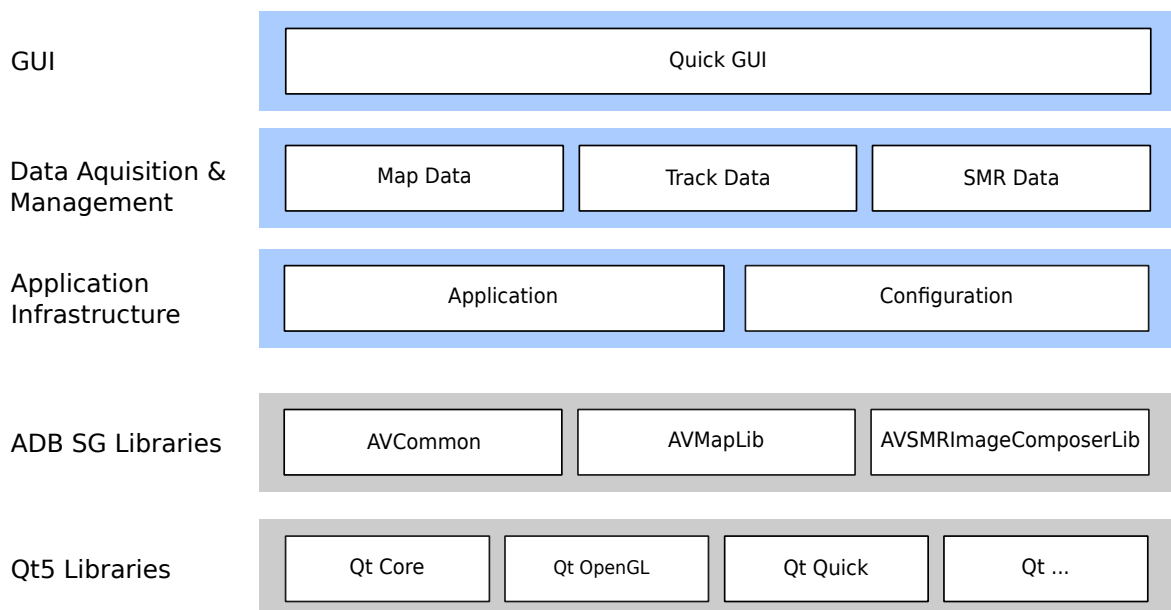 GUI
Quick GUI
Data Aquisition &
Management
Map Data
Track Data
SMR Data
Application
Infrastructure
Application
Configuration
ADB SG Libraries
AVCommon
AVMapLib
AVSMRImageComposerLib
Qt5 Libraries
Qt Core
Qt OpenGL
Qt Quick
Qt ...